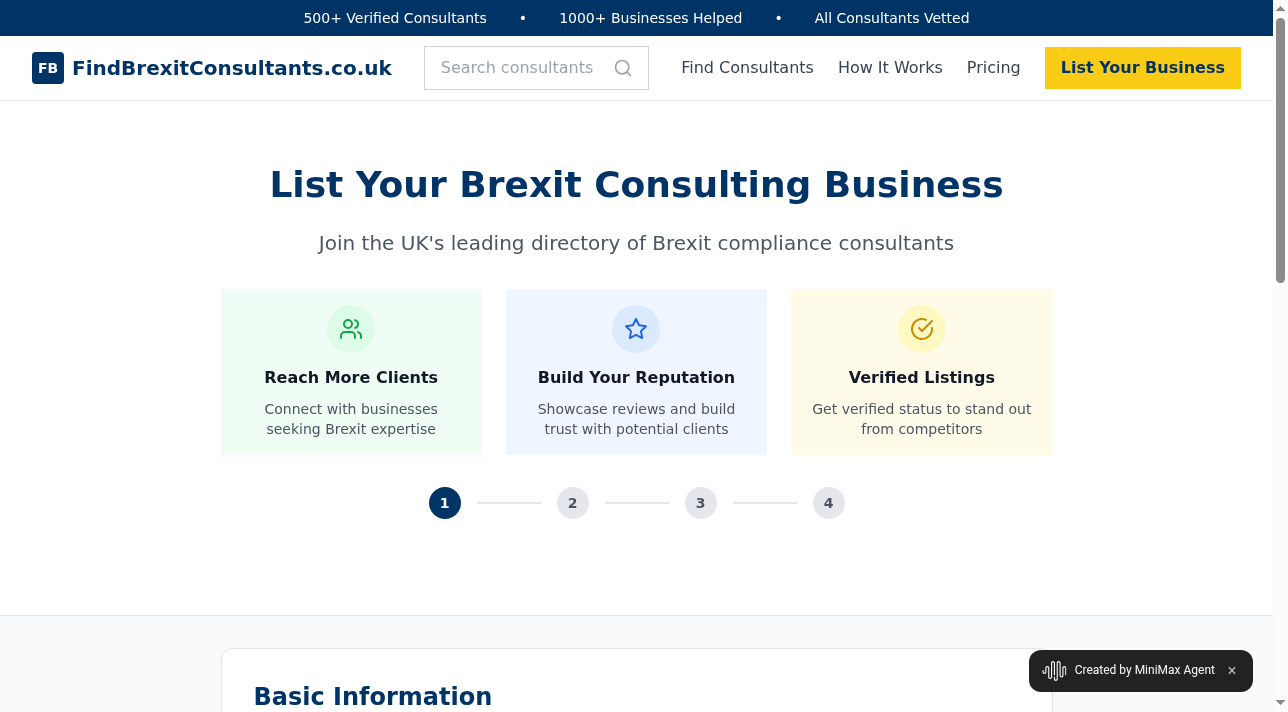 500+ Verified Consultants • 1000+ Businesses Helped • All Consultants Vetted
FB FindBrexitConsultants.co.uk Search consultants Find Consultants How It Works Pricing List Your Business
List Your Brexit Consulting Business
Join the UK's leading directory of Brexit compliance consultants
Reach More Clients
Connect with businesses
seeking Brexit expertise
Build Your Reputation
Showcase reviews and build
trust with potential clients
Verified Listings
Get verified status to stand out
from competitors
1 2 3 4
Basic Information
Created by MiniMax Agent ×